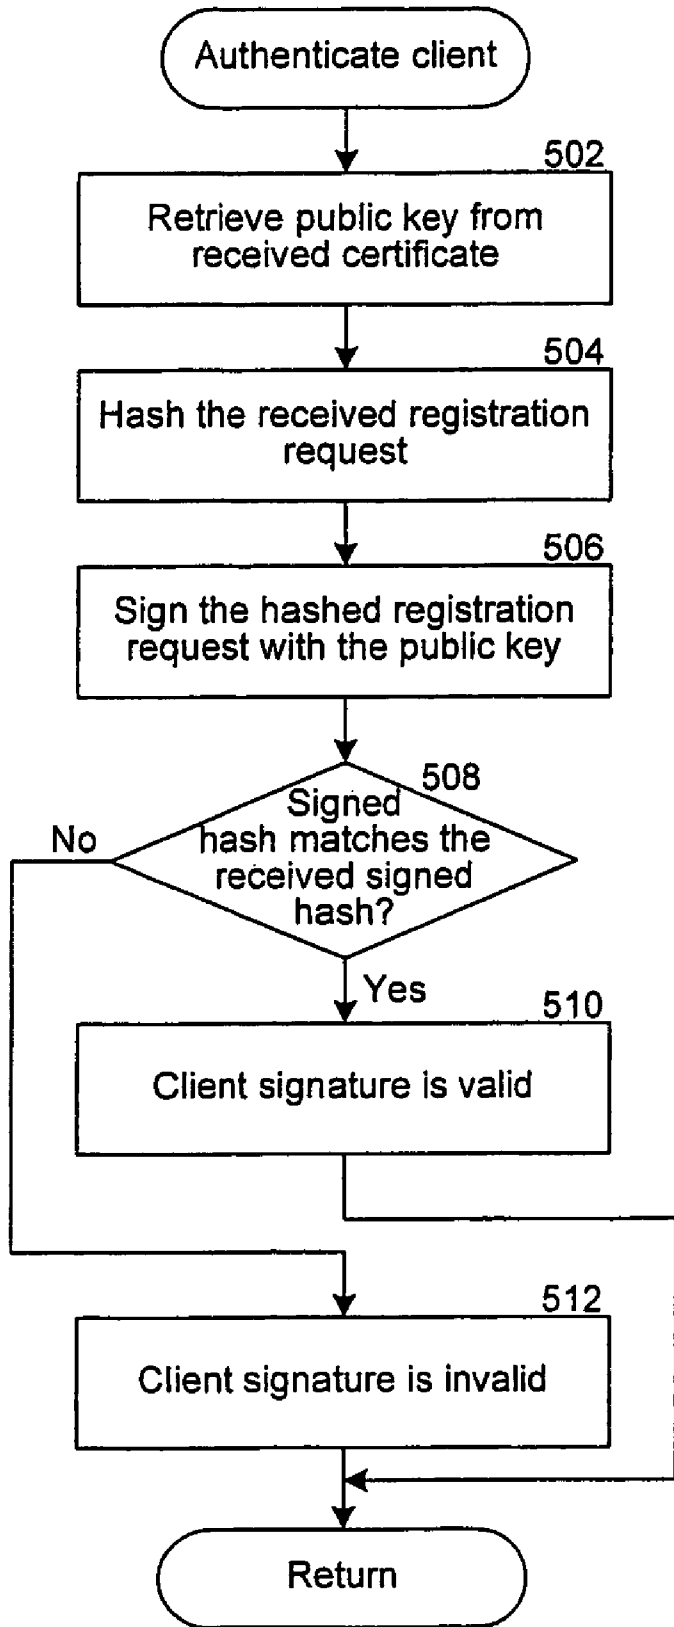 Authenticate client
502
Retrieve public key from
received certificate
504
Hash the received registration
request
506
Sign the hashed registration
request with the public key
508
Signed
hash matches the
received signed
hash?
No
Yes
510
Client signature is valid
512
Client signature is invalid
Return